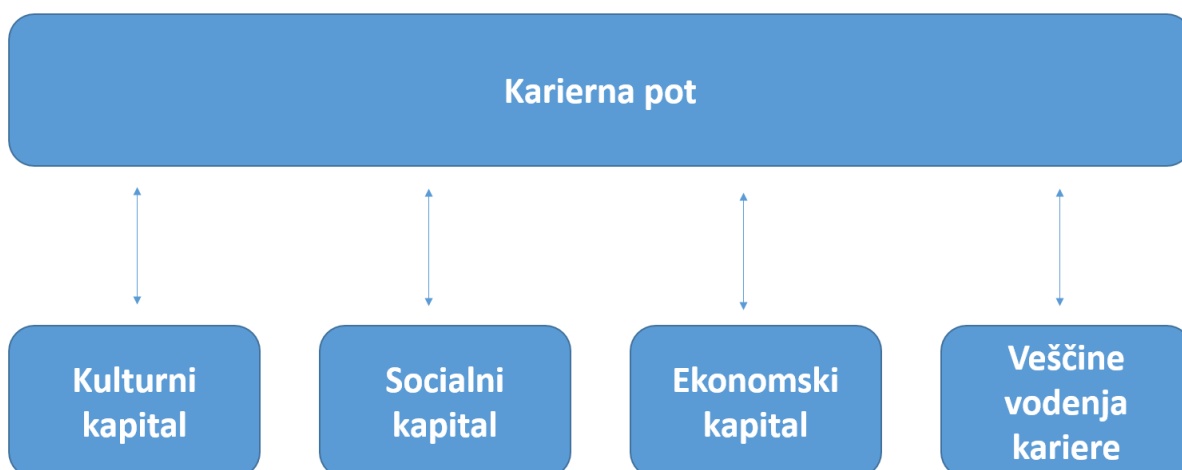 Karierna pot
Kulturni
kapital
Socialni
kapital
Ekonomski
kapital
Veščine
vodenja
kariere